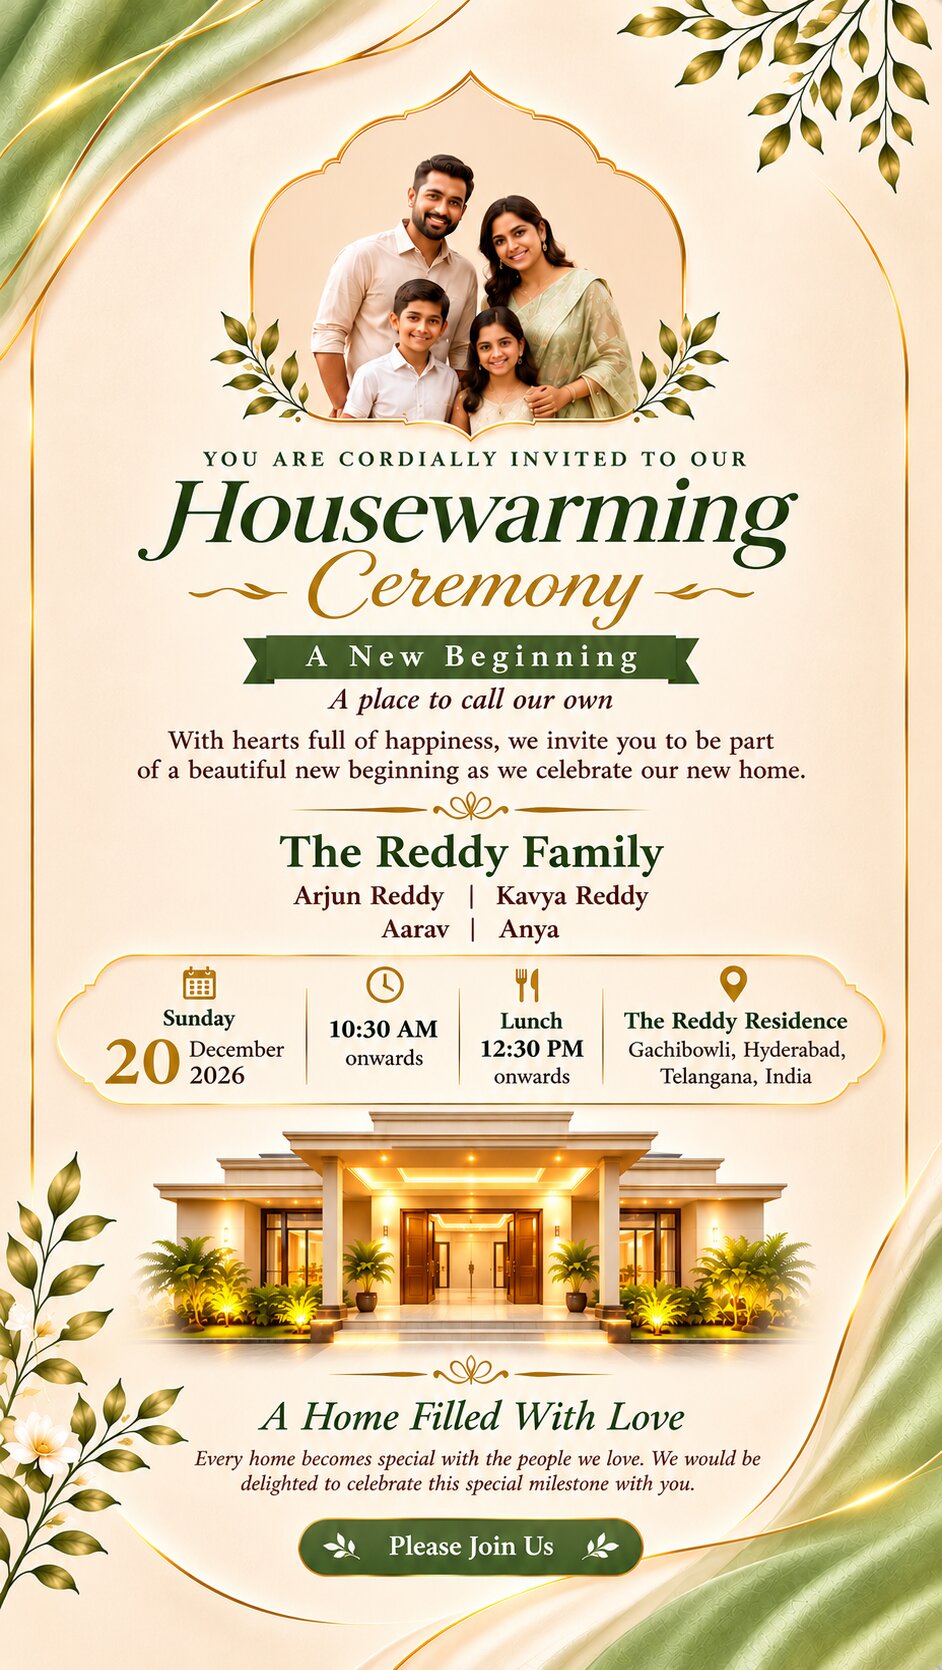 YOU ARE CORDIALLY INVITED TO OUR
Housewarming
Ceremony
A New Beginning
A place to call our own
With hearts full of happiness, we invite you to be part
of a beautiful new beginning as we celebrate our new home.
The Reddy Family
Arjun Reddy | Kavya Reddy
Aarav | Anya
Sunday
20 December
2026
10:30 AM
onwards
Lunch
12:30 PM
onwards
The Reddy Residence
Gachibowli, Hyderabad,
Telangana, India
A Home Filled With Love
Every home becomes special with the people we love. We would be
delighted to celebrate this special milestone with you.
Please Join Us